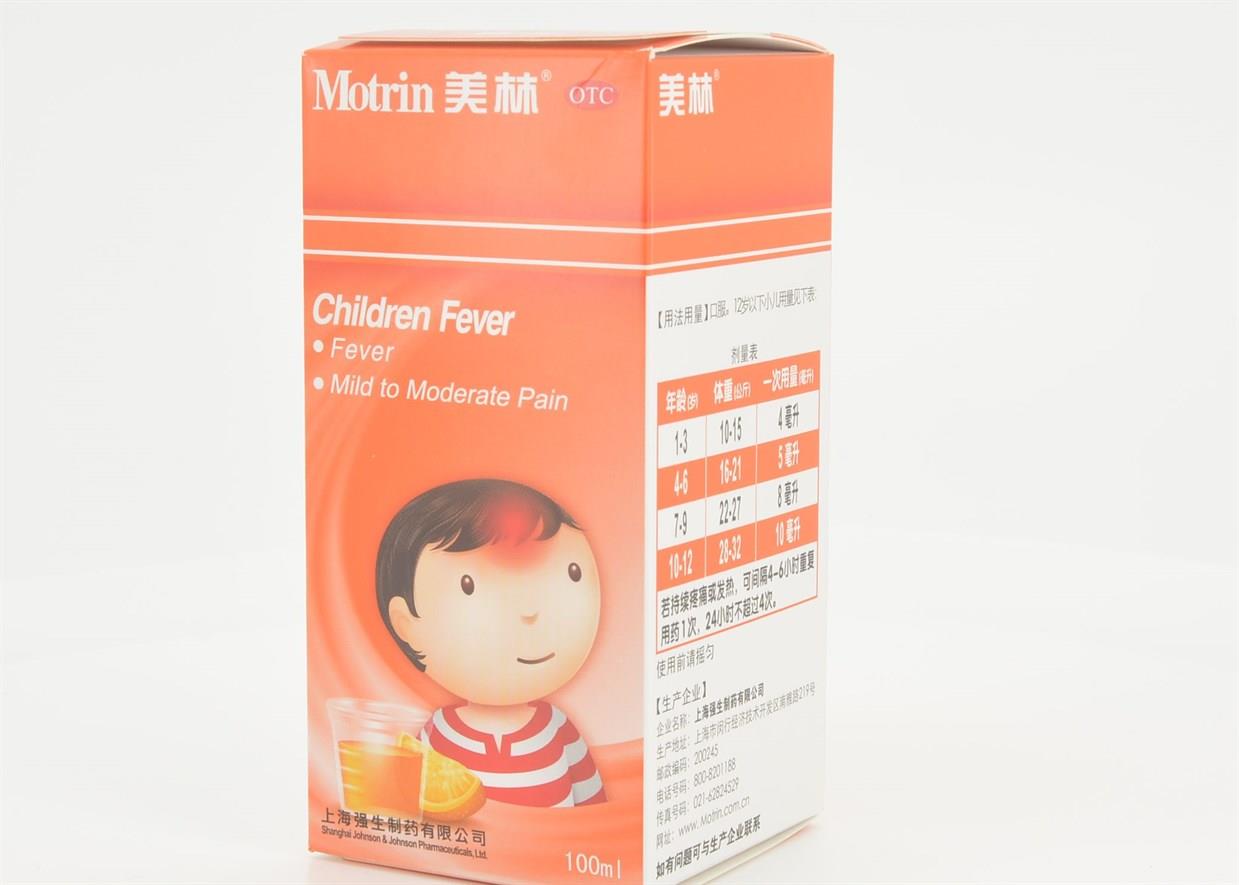 Motrin 美林®
OTC
Children Fever
• Fever
• Mild to Moderate Pain
上海强生制药有限公司
Shanghai Johnson & Johnson Pharmaceuticals, Ltd.
100ml
美林®
【用法用量】口服。12岁以下小儿用量见下表:
剂量表
年龄(岁) 体重(公斤) 一次用量(毫升)
1-3 10-15 4毫升
4-6 16-21 5毫升
7-9 22-27 8毫升
10-12 28-32 10毫升
若持续疼痛或发热，可间隔4-6小时重复
用药1次，24小时不超过4次。
使用前请摇匀
【生产企业】
企业名称：上海强生制药有限公司
生产地址：上海市闵行经济技术开发区南雅路219号
邮政编码：200245
电话号码：800-8201188
传真号码：021-62824529
网址：www.Motrin.com.cn
如有问题可与生产企业联系